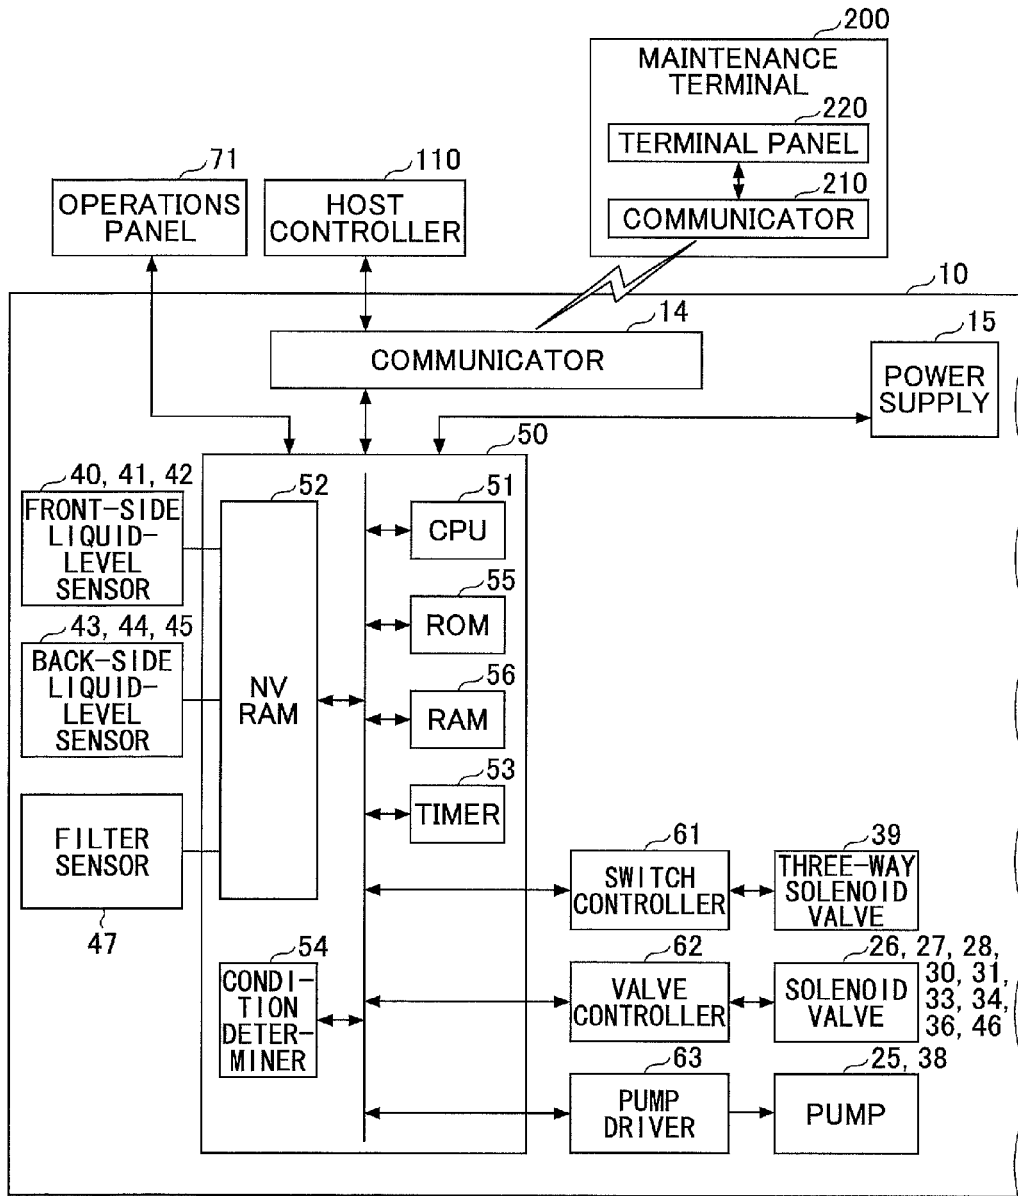 200
MAINTENANCE
TERMINAL
220
TERMINAL PANEL
210
COMMUNICATOR
71
OPERATIONS
PANEL
110
HOST
CONTROLLER
10
14
COMMUNICATOR
15
POWER
SUPPLY
50
40, 41, 42
FRONT-SIDE
LIQUID-
LEVEL
SENSOR
43, 44, 45
BACK-SIDE
LIQUID-
LEVEL
SENSOR
FILTER
SENSOR
47
52
NV
RAM
54
CONDI-
TION
DETER-
MINER
51
CPU
55
ROM
56
RAM
53
TIMER
61
SWITCH
CONTROLLER
39
THREE-WAY
SOLENOID
VALVE
62
VALVE
CONTROLLER
26, 27, 28,
30, 31,
33, 34,
36, 46
SOLENOID
VALVE
63
PUMP
DRIVER
25, 38
PUMP